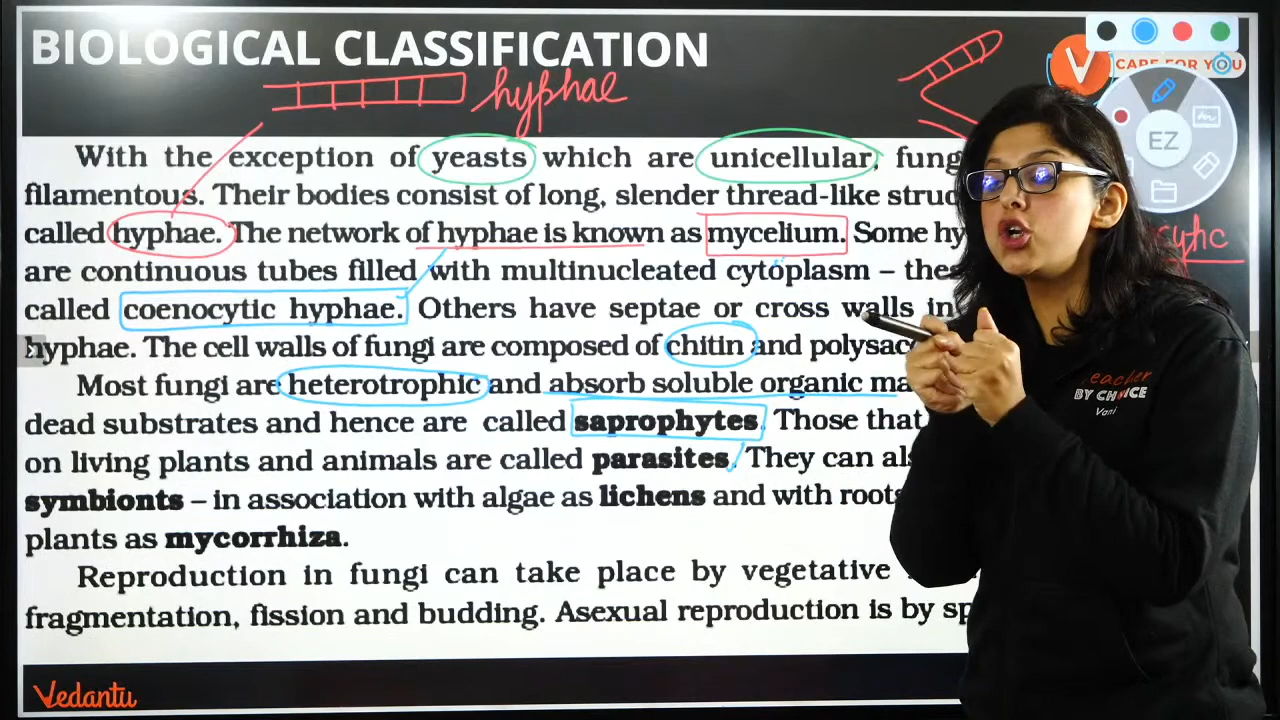 BIOLOGICAL CLASSIFICATION
CARE FOR YOU
hyphae
EZ
With the exception of yeasts which are unicellular, fung
filamentous. Their bodies consist of long, slender thread-like struc
called hyphae. The network of hyphae is known as mycelium. Some hy
are continuous tubes filled with multinucleated cytoplasm – the
called coenocytic hyphae. Others have septae or cross walls in
hyphae. The cell walls of fungi are composed of chitin and polysac
Most fungi are heterotrophic and absorb soluble organic ma
dead substrates and hence are called saprophytes. Those that
on living plants and animals are called parasites. They can als
symbionts – in association with algae as lichens and with roots
plants as mycorrhiza.
Reproduction in fungi can take place by vegetative
fragmentation, fission and budding. Asexual reproduction is by sp
Teacher
BY CHOICE
Vani
Vedantu